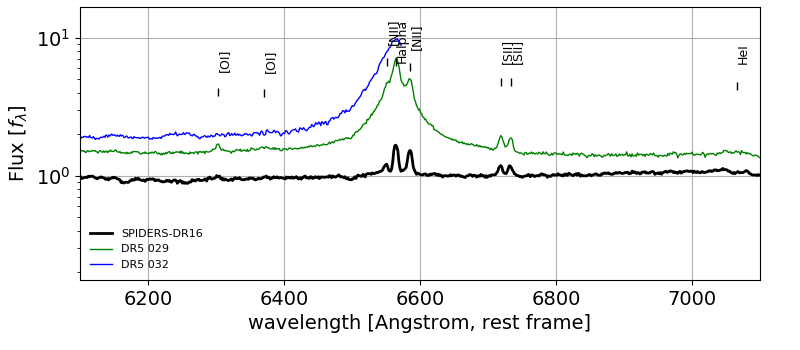 Flux [fλ]
10¹
10⁰
[OI]
[OI]
[NII]
Halpha
[NII]
[SII]
[SII]
HeI
SPIDERS-DR16
DR5 029
DR5 032
6200 6400 6600 6800 7000
wavelength [Angstrom, rest frame]